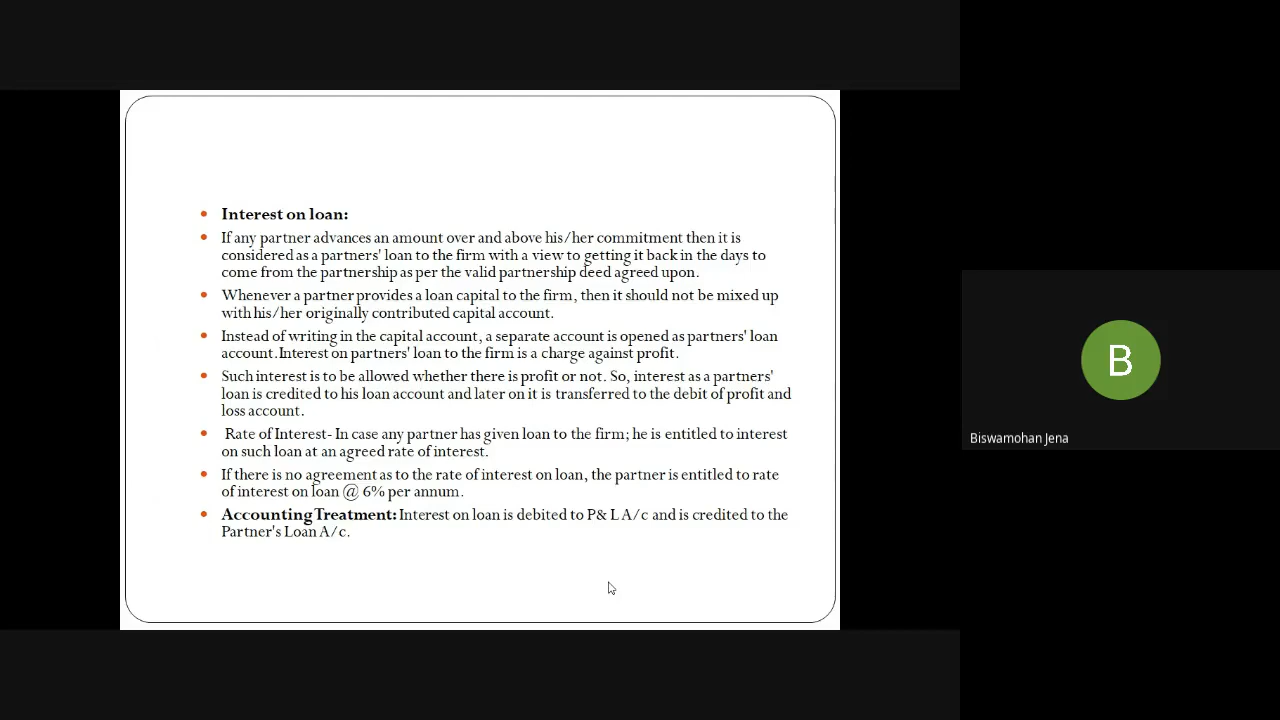 Interest on loan:
If any partner advances an amount over and above his/her commitment then it is
considered as a partners' loan to the firm with a view to getting it back in the days to
come from the partnership as per the valid partnership deed agreed upon.
Whenever a partner provides a loan capital to the firm, then it should not be mixed up
with his/her originally contributed capital account.
Instead of writing in the capital account, a separate account is opened as partners' loan
account.Interest on partners' loan to the firm is a charge against profit.
Such interest is to be allowed whether there is profit or not. So, interest as a partners'
loan is credited to his loan account and later on it is transferred to the debit of profit and
loss account.
Rate of Interest- In case any partner has given loan to the firm; he is entitled to interest
on such loan at an agreed rate of interest.
If there is no agreement as to the rate of interest on loan, the partner is entitled to rate
of interest on loan @ 6% per annum.
Accounting Treatment: Interest on loan is debited to P& L A/c and is credited to the
Partner's Loan A/c.
B
Biswamohan Jena